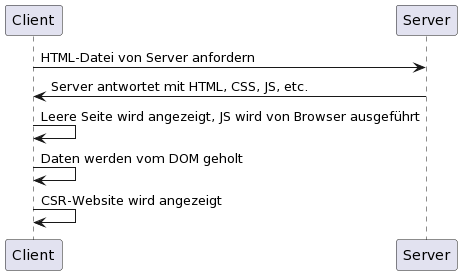 Client
Server
HTML-Datei von Server anfordern
Server antwortet mit HTML, CSS, JS, etc.
Leere Seite wird angezeigt, JS wird von Browser ausgeführt
Daten werden vom DOM geholt
CSR-Website wird angezeigt
Client
Server